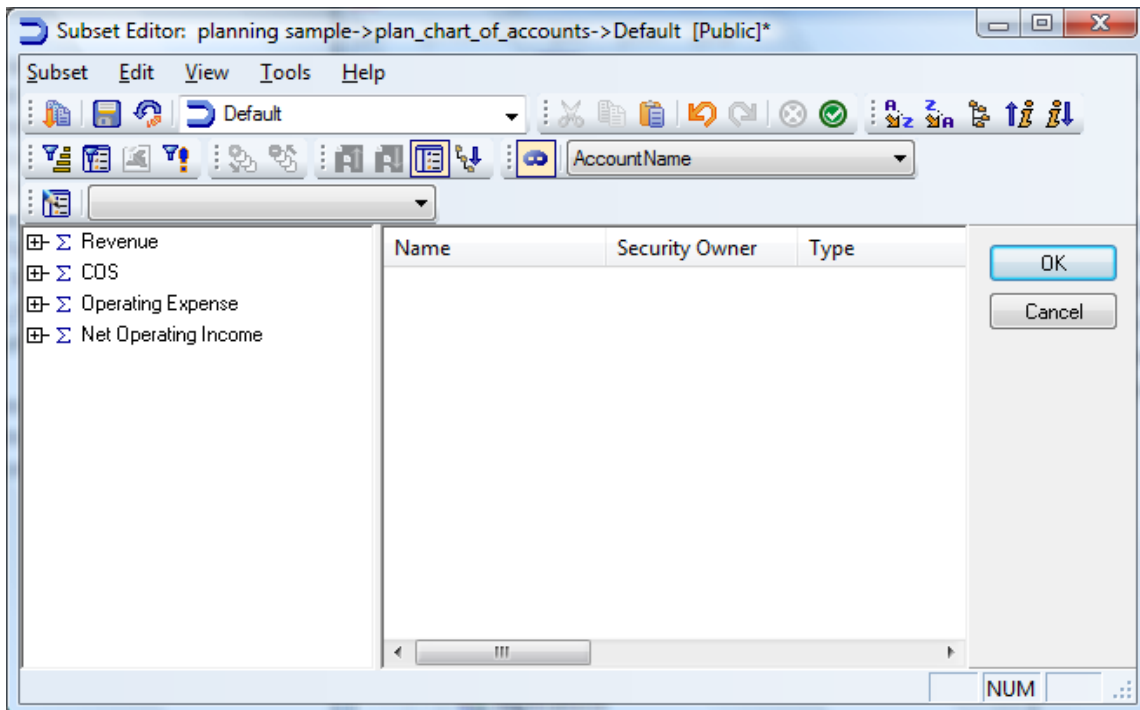 Subset Editor: planning sample->plan_chart_of_accounts->Default [Public]*
Subset Edit View Tools Help
Default
AccountName
Σ Revenue
Σ COS
Σ Operating Expense
Σ Net Operating Income
Name Security Owner Type
OK
Cancel
NUM